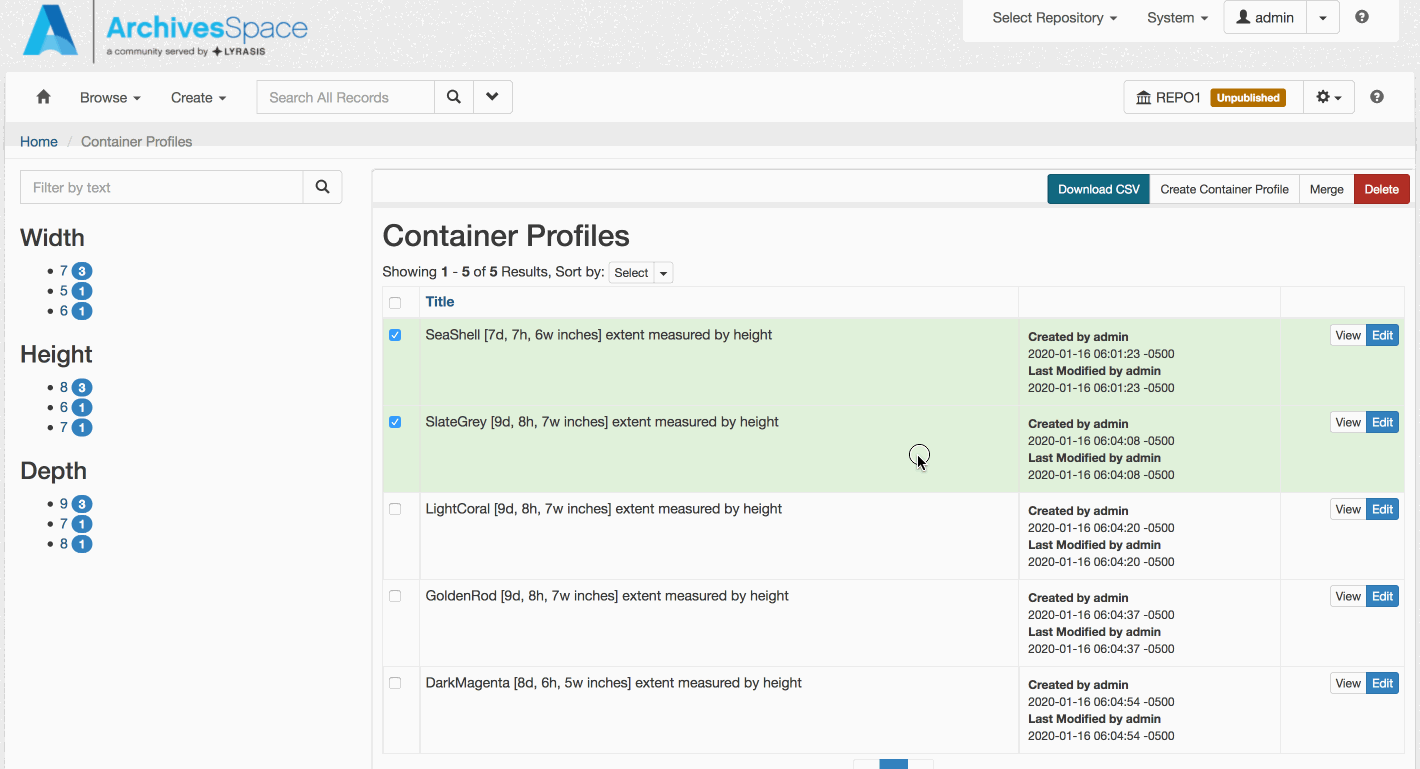 ArchivesSpace
a community served by LYRASIS
Select Repository System admin
Browse Create Search All Records REPO1 Unpublished
Home / Container Profiles
Filter by text
Download CSV Create Container Profile Merge Delete
Width
7 3
5 1
6 1
Height
8 3
6 1
7 1
Depth
9 3
7 1
8 1
Container Profiles
Showing 1 - 5 of 5 Results, Sort by: Select
Title
SeaShell [7d, 7h, 6w inches] extent measured by height
Created by admin
2020-01-16 06:01:23 -0500
Last Modified by admin
2020-01-16 06:01:23 -0500
View Edit
SlateGrey [9d, 8h, 7w inches] extent measured by height
Created by admin
2020-01-16 06:04:08 -0500
Last Modified by admin
2020-01-16 06:04:08 -0500
View Edit
LightCoral [9d, 8h, 7w inches] extent measured by height
Created by admin
2020-01-16 06:04:20 -0500
Last Modified by admin
2020-01-16 06:04:20 -0500
View Edit
GoldenRod [9d, 8h, 7w inches] extent measured by height
Created by admin
2020-01-16 06:04:37 -0500
Last Modified by admin
2020-01-16 06:04:37 -0500
View Edit
DarkMagenta [8d, 6h, 5w inches] extent measured by height
Created by admin
2020-01-16 06:04:54 -0500
Last Modified by admin
2020-01-16 06:04:54 -0500
View Edit